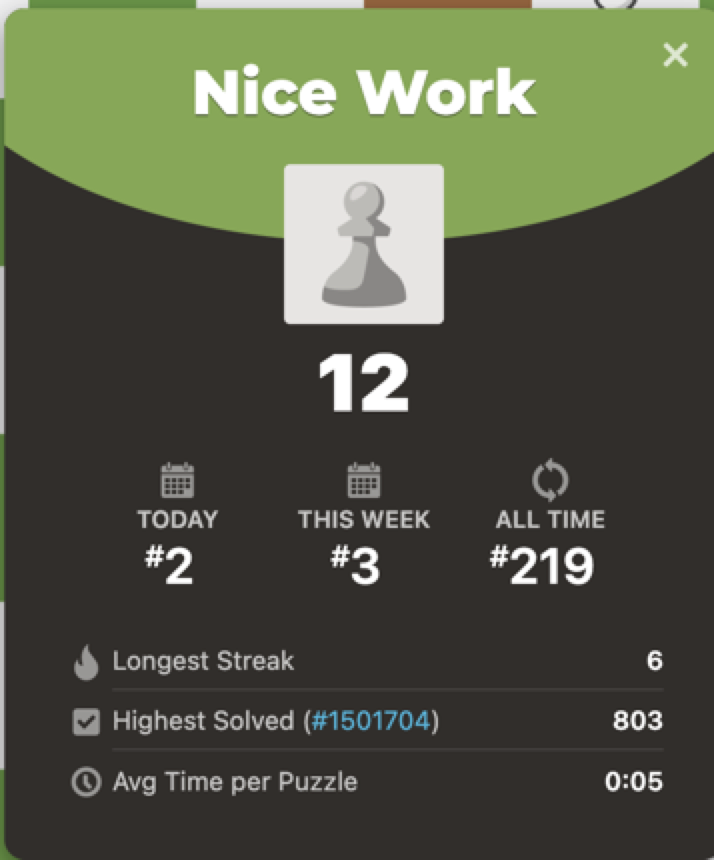 Nice Work
12
TODAY THIS WEEK ALL TIME
#2 #3 #219
Longest Streak 6
Highest Solved (#1501704) 803
Avg Time per Puzzle 0:05